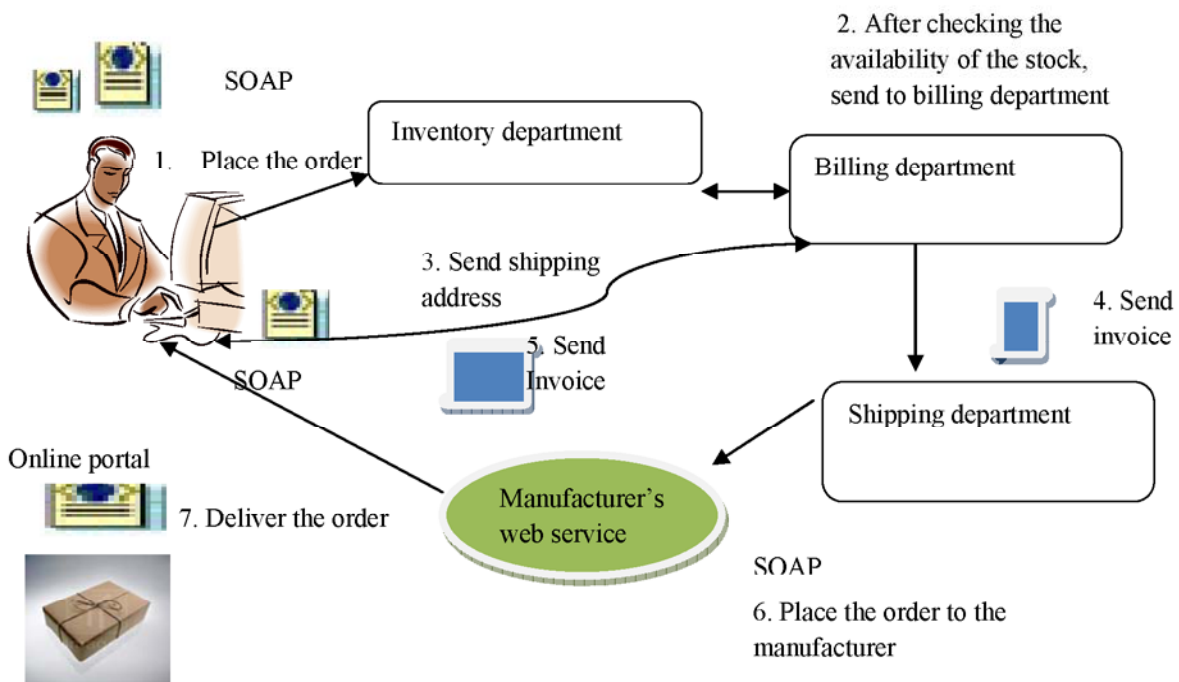 2. After checking the
availability of the stock,
send to billing department
SOAP
Inventory department
1. Place the order
Billing department
3. Send shipping
address
4. Send
invoice
5. Send
Invoice
SOAP
Shipping department
Online portal
Manufacturer's
web service
7. Deliver the order
SOAP
6. Place the order to the
manufacturer